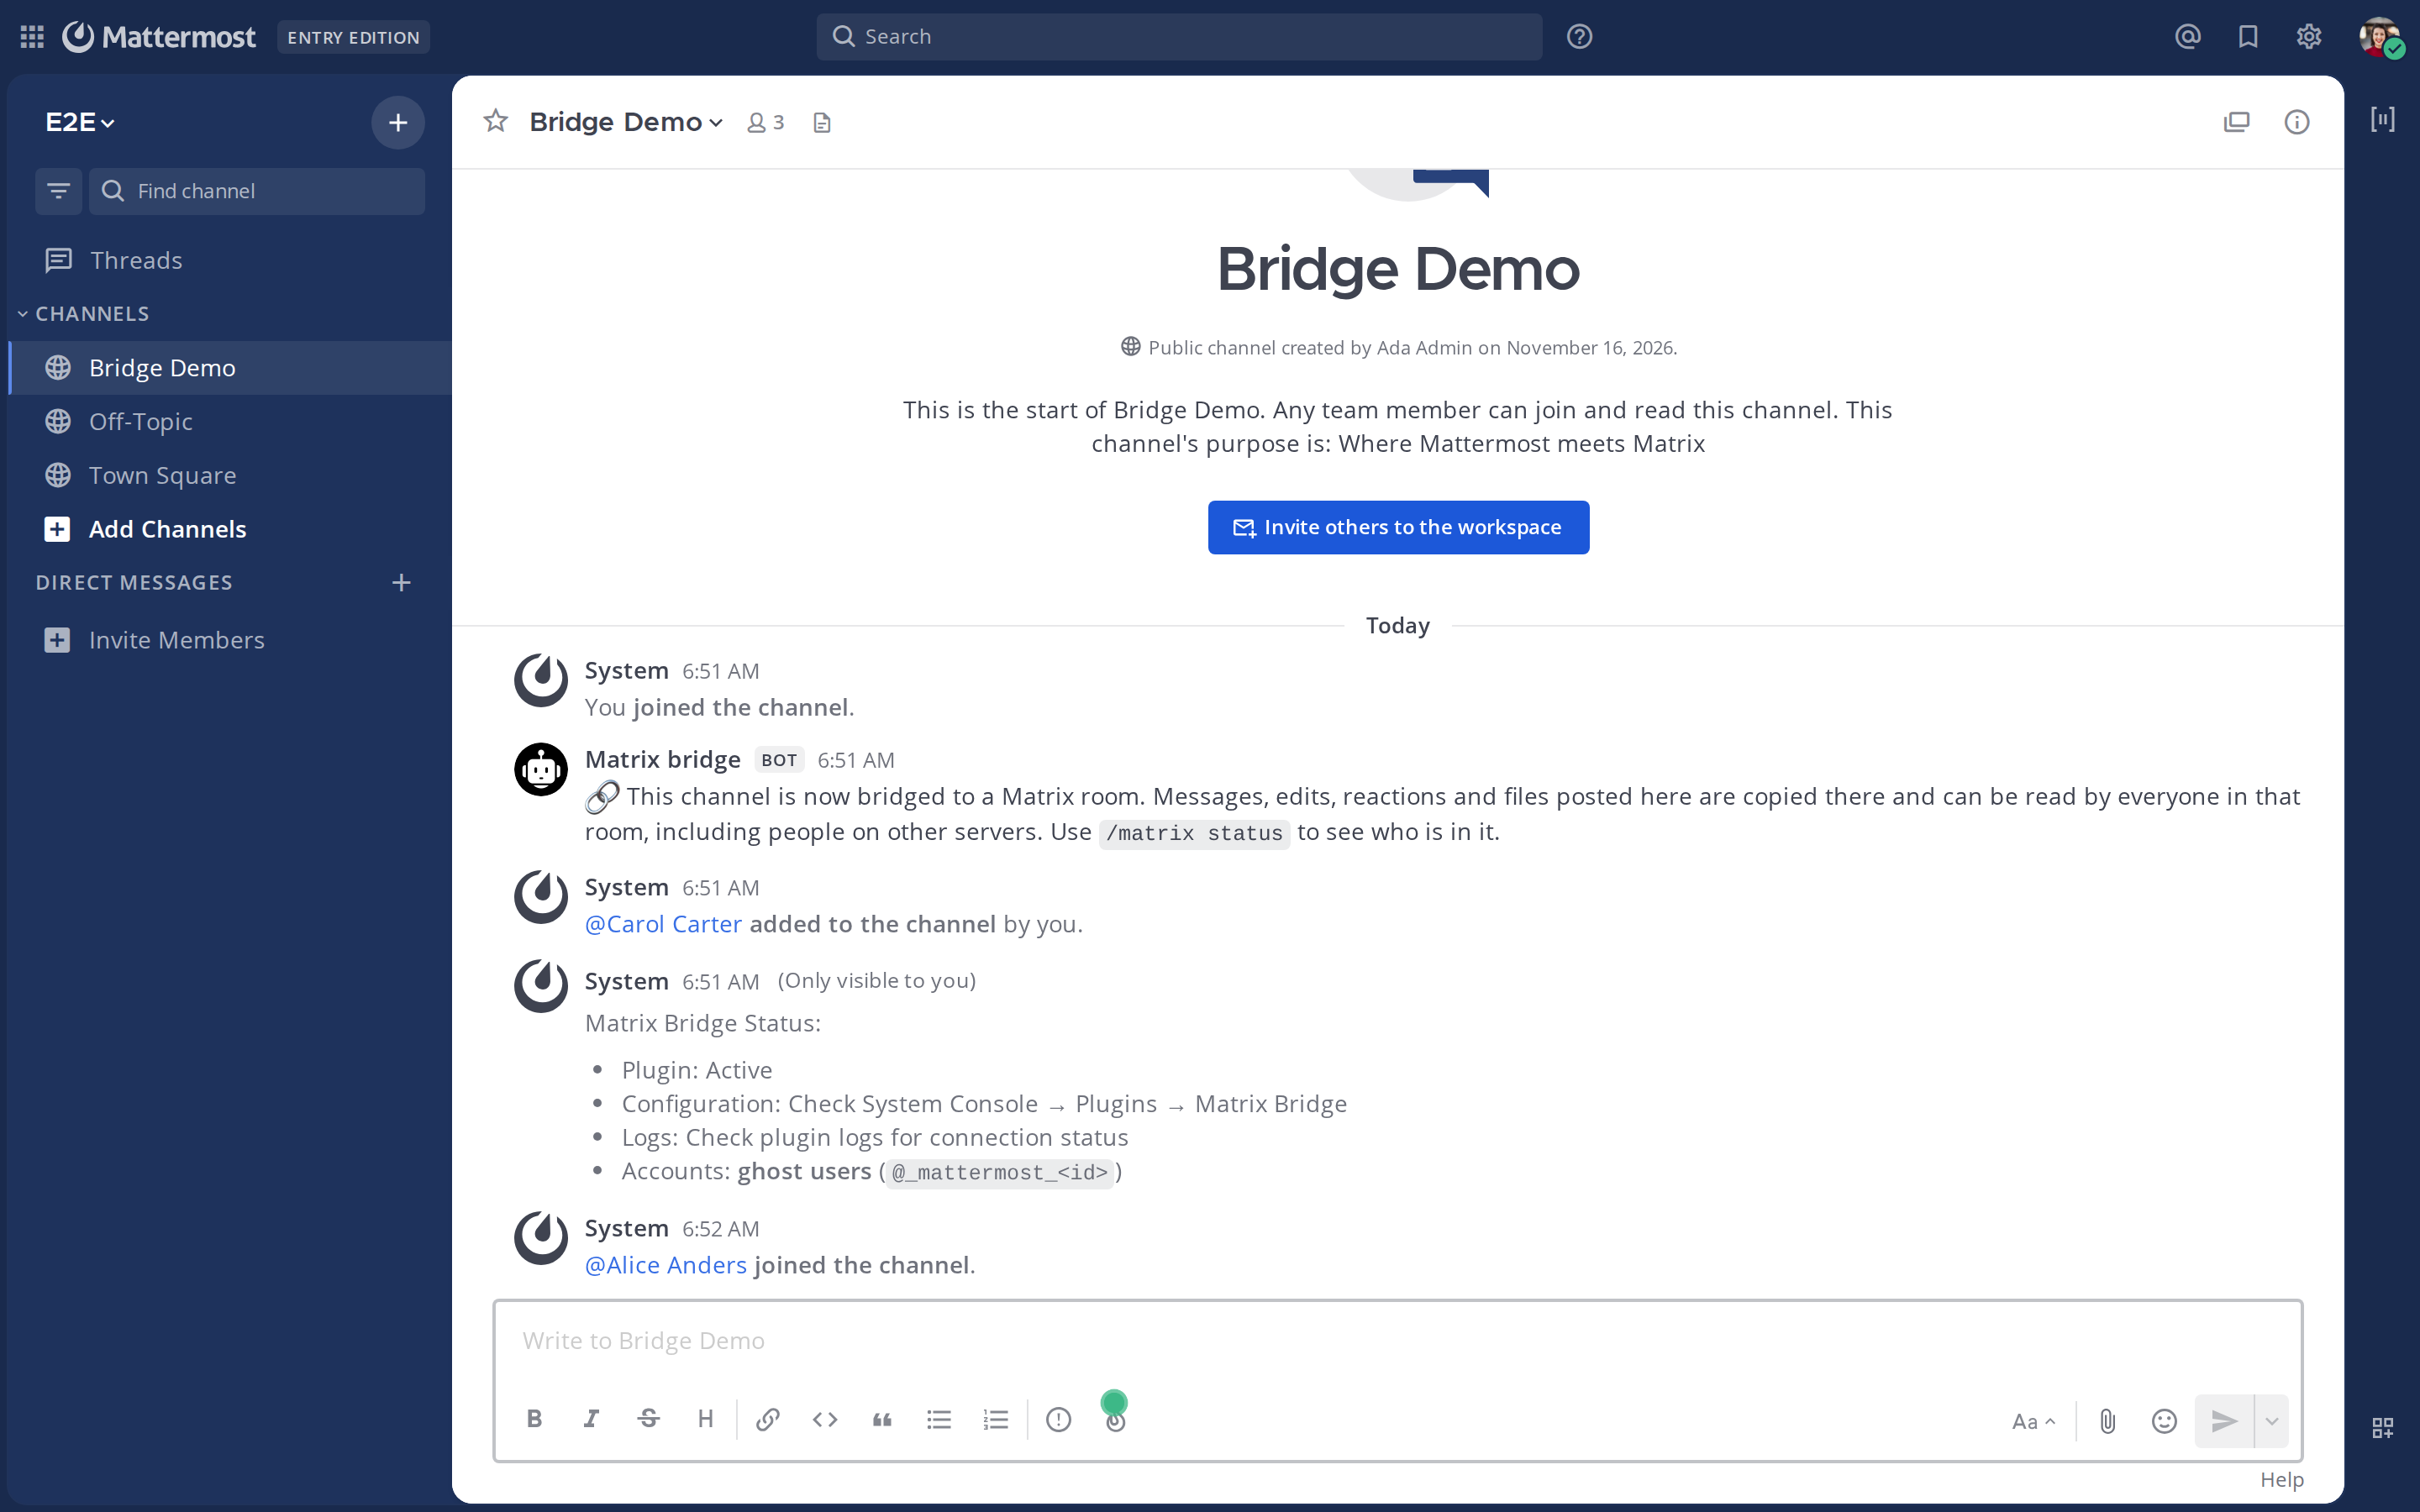 Mattermost ENTRY EDITION
Search
E2E
Find channel
Threads
CHANNELS
Bridge Demo
Off-Topic
Town Square
Add Channels
DIRECT MESSAGES
Invite Members
Bridge Demo 3
Bridge Demo
Public channel created by Ada Admin on November 16, 2026.
This is the start of Bridge Demo. Any team member can join and read this channel. This
channel's purpose is: Where Mattermost meets Matrix
Invite others to the workspace
Today
System 6:51 AM
You joined the channel.
Matrix bridge BOT 6:51 AM
This channel is now bridged to a Matrix room. Messages, edits, reactions and files posted here are copied there and can be read by everyone in that
room, including people on other servers. Use /matrix status to see who is in it.
System 6:51 AM
@Carol Carter added to the channel by you.
System 6:51 AM (Only visible to you)
Matrix Bridge Status:
• Plugin: Active
• Configuration: Check System Console → Plugins → Matrix Bridge
• Logs: Check plugin logs for connection status
• Accounts: ghost users (@_mattermost_<id>)
System 6:52 AM
@Alice Anders joined the channel.
Write to Bridge Demo
B I S H Aa
Help